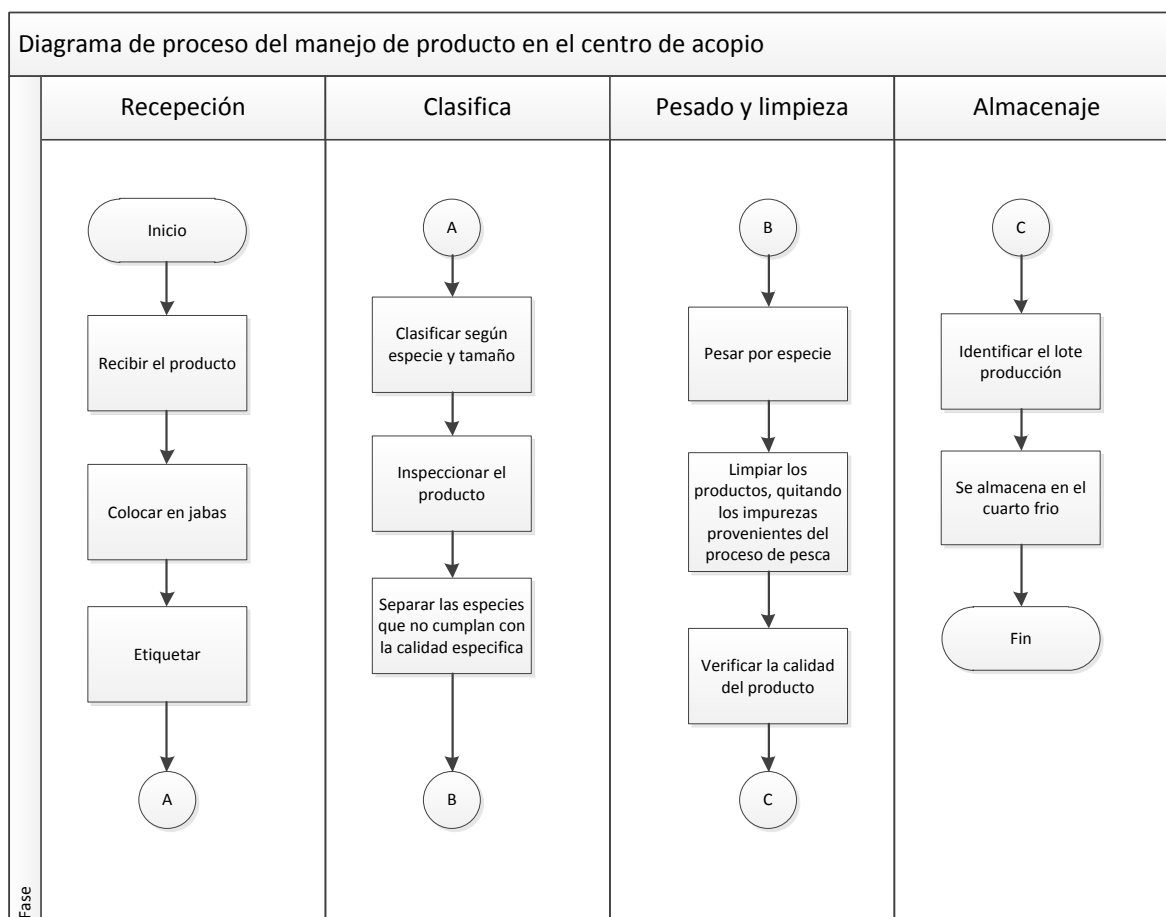 Diagrama de proceso del manejo de producto en el centro de acopio
Recepeción
Clasifica
Pesado y limpieza
Almacenaje
Inicio
Recibir el producto
Colocar en jabas
Etiquetar
A
A
Clasificar según
especie y tamaño
Inspeccionar el
producto
Separar las especies
que no cumplan con
la calidad especifica
B
B
Pesar por especie
Limpiar los
productos, quitando
los impurezas
provenientes del
proceso de pesca
Verificar la calidad
del producto
C
C
Identificar el lote
producción
Se almacena en el
cuarto frio
Fin
Fase